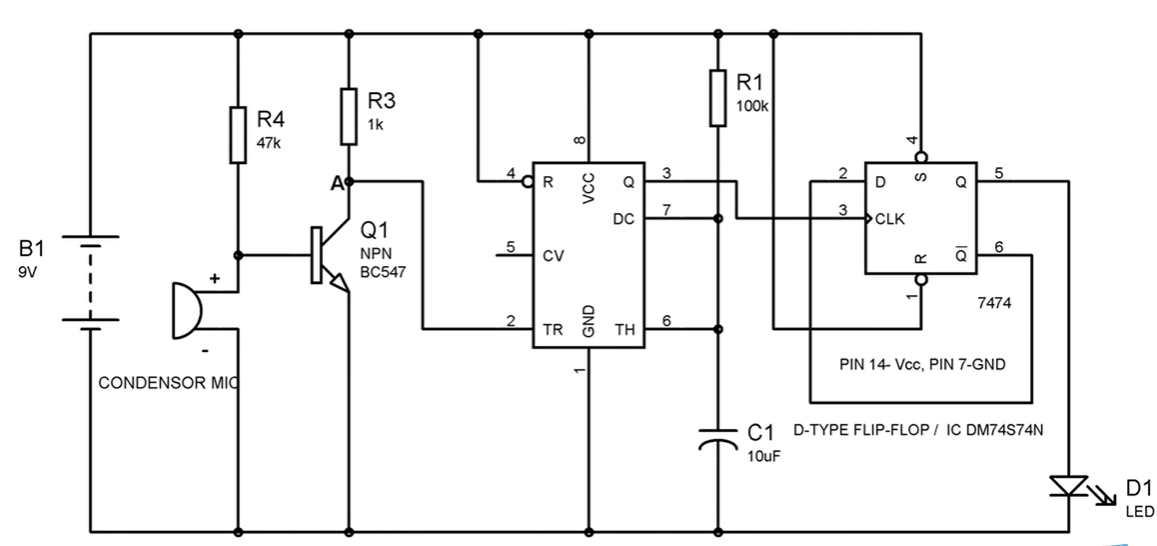 R4
47k
R3
1k
A
B1
9V
+
-
CONDENSOR MIC
Q1
NPN
BC547
8
4
R
VCC
Q
3
DC
7
5
CV
2
TR
GND
TH
6
1
R1
100k
C1
10uF
4
2
D
S
Q
5
3
CLK
R
Q
6
1
7474
PIN 14- Vcc, PIN 7-GND
D-TYPE FLIP-FLOP / IC DM74S74N
D1
LED